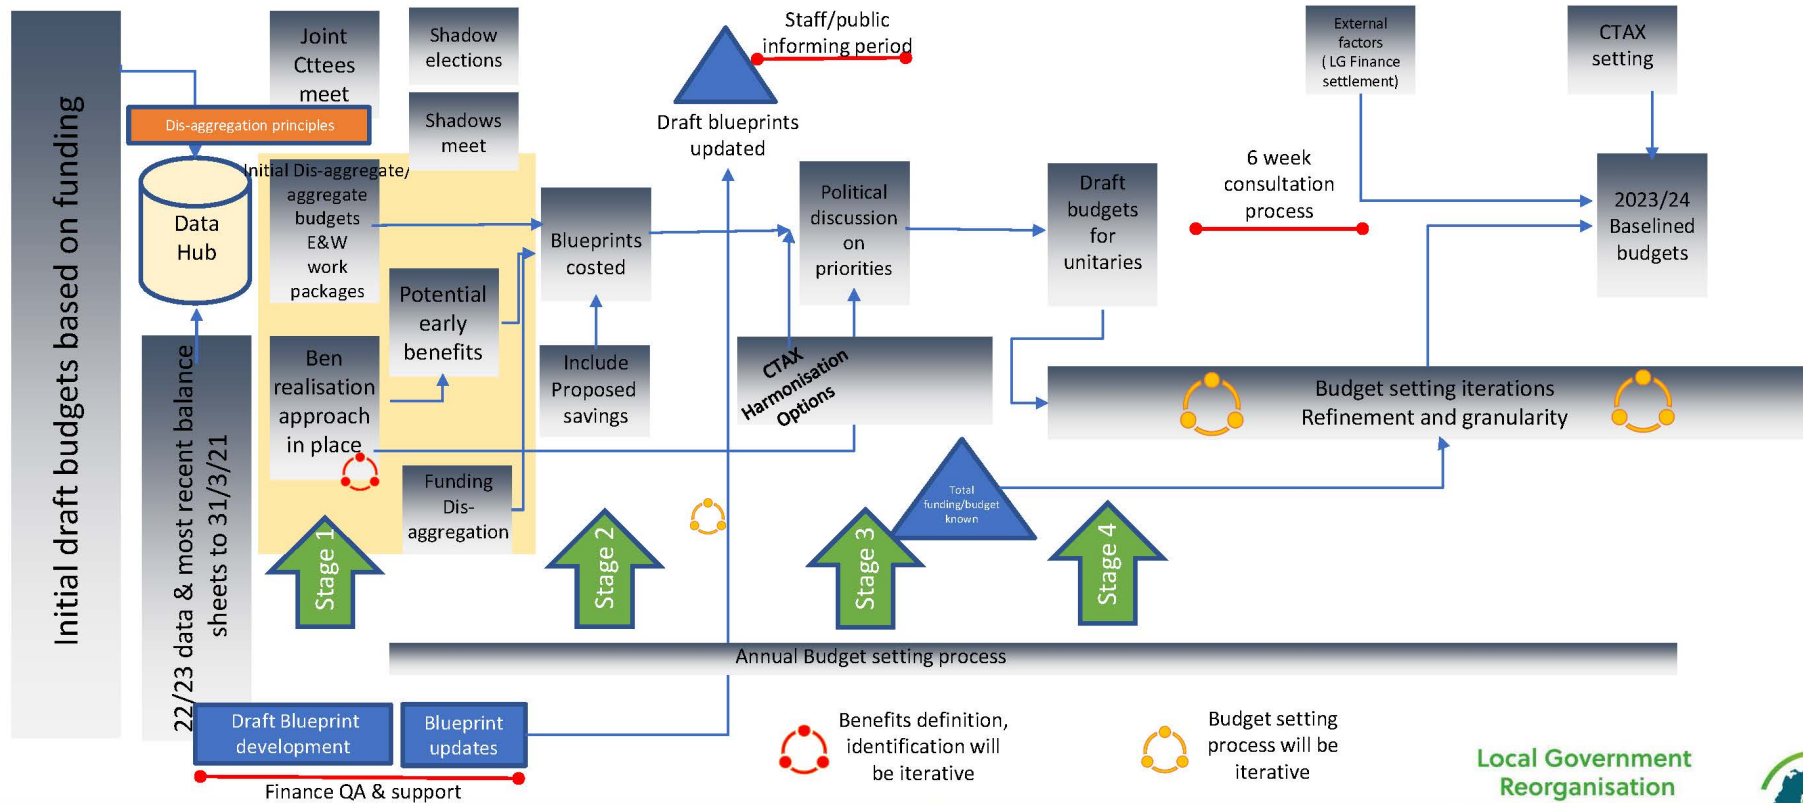 Initial draft budgets based on funding
Joint
Cttees
meet
Shadow
elections
Shadows
meet
Dis-aggregation principles
Data
Hub
22/23 data & most recent balance
sheets to 31/3/21
Initial Dis-aggregate/
aggregate
budgets
E&W
work
packages
Potential
early
benefits
Ben
realisation
approach
in place
Funding
Dis-
aggregation
Blueprints
costed
Include
Proposed
savings
Staff/public
informing period
Draft blueprints
updated
Political
discussion
on
priorities
CTAX
Harmonisation
Options
Draft
budgets
for
unitaries
6 week
consultation
process
External
factors
( LG Finance
settlement)
CTAX
setting
2023/24
Baselined
budgets
Budget setting iterations
Refinement and granularity
Total
funding/budget
known
Stage 1
Stage 2
Stage 3
Stage 4
Annual Budget setting process
Draft Blueprint
development
Blueprint
updates
Finance QA & support
Benefits definition,
identification will
be iterative
Budget setting
process will be
iterative
Local Government
Reorganisation